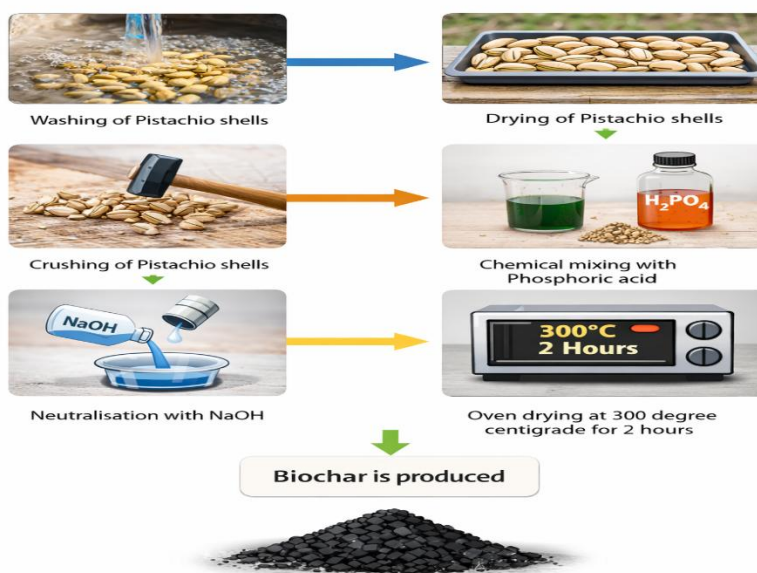 Washing of Pistachio shells
Drying of Pistachio shells
H₂PO₄
Crushing of Pistachio shells
Chemical mixing with
Phosphoric acid
NaOH
300°C
2 Hours
Neutralisation with NaOH
Oven drying at 300 degree
centigrade for 2 hours
Biochar is produced